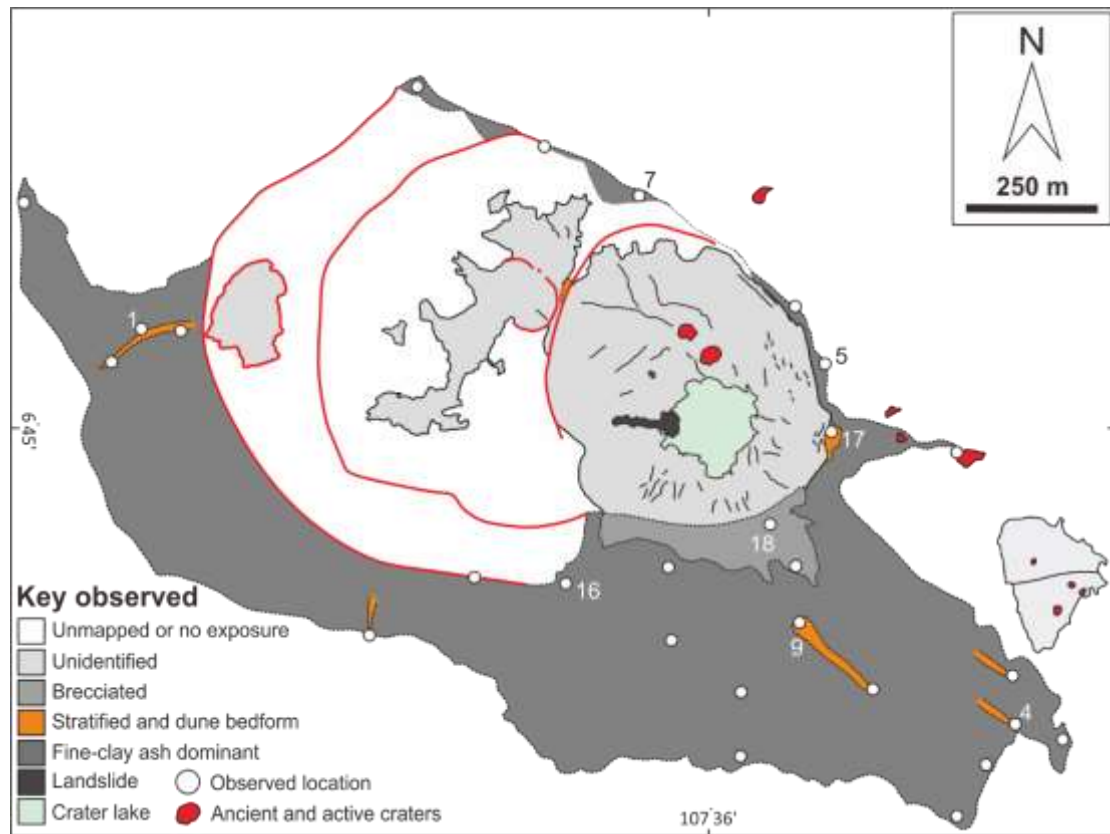 N
250 m
7
1
5
6°45'
17
18
16
9
4
Key observed
Unmapped or no exposure
Unidentified
Brecciated
Stratified and dune bedform
Fine-clay ash dominant
Landslide
Observed location
Crater lake
Ancient and active craters
107°36'